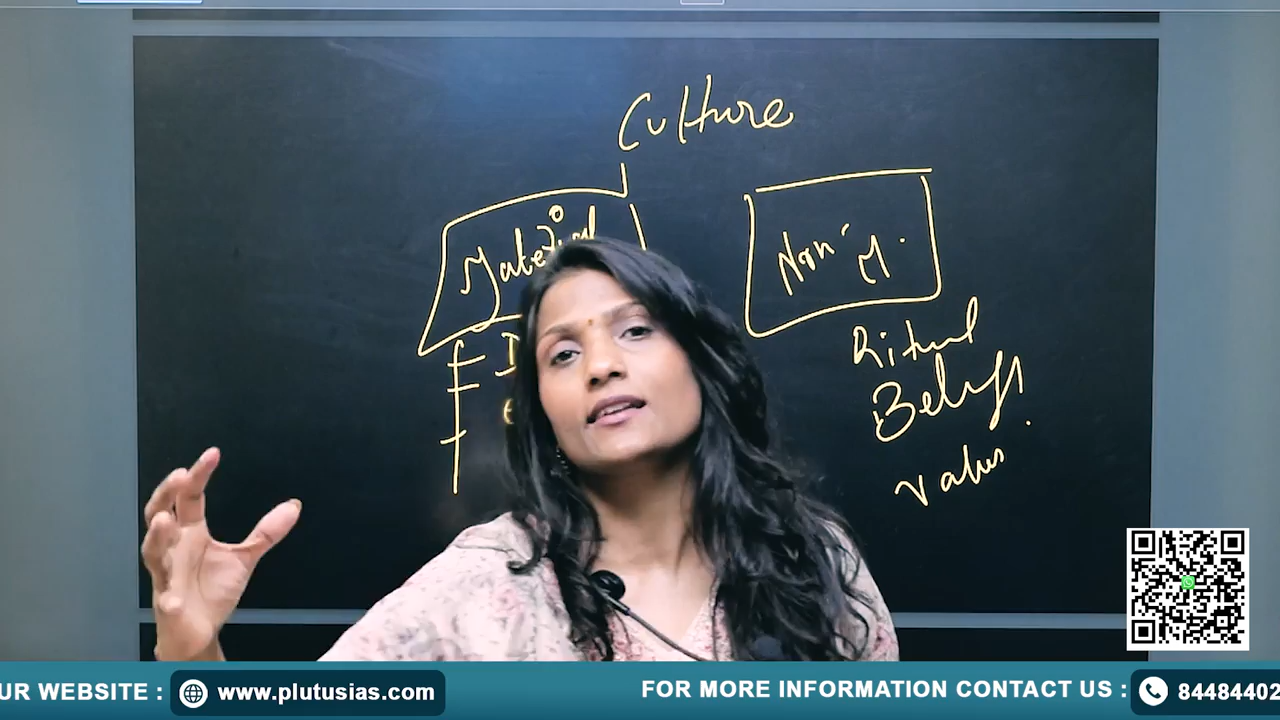 Culture
Material
Non-M.
Ritual
Beliefs
Values
UR WEBSITE : www.plutusias.com
FOR MORE INFORMATION CONTACT US : 84484402